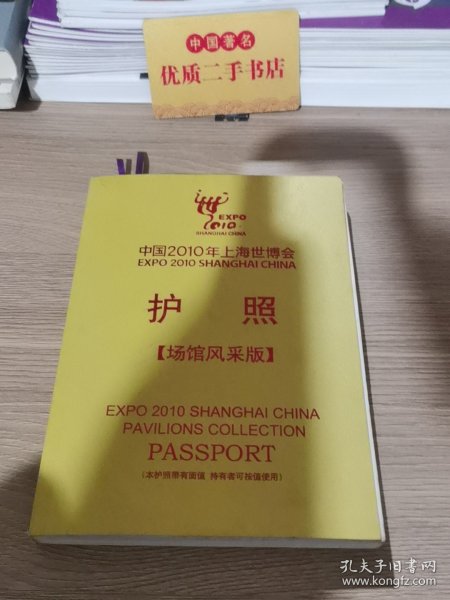 中国著名
优质二手书店
EXPO
2010
SHANGHAI CHINA
中国2010年上海世博会
EXPO 2010 SHANGHAI CHINA
护 照
【场馆风采版】
EXPO 2010 SHANGHAI CHINA
PAVILIONS COLLECTION
PASSPORT
(本护照带有面值 持有者可按值使用)
孔夫子旧书网
www.kongfz.com